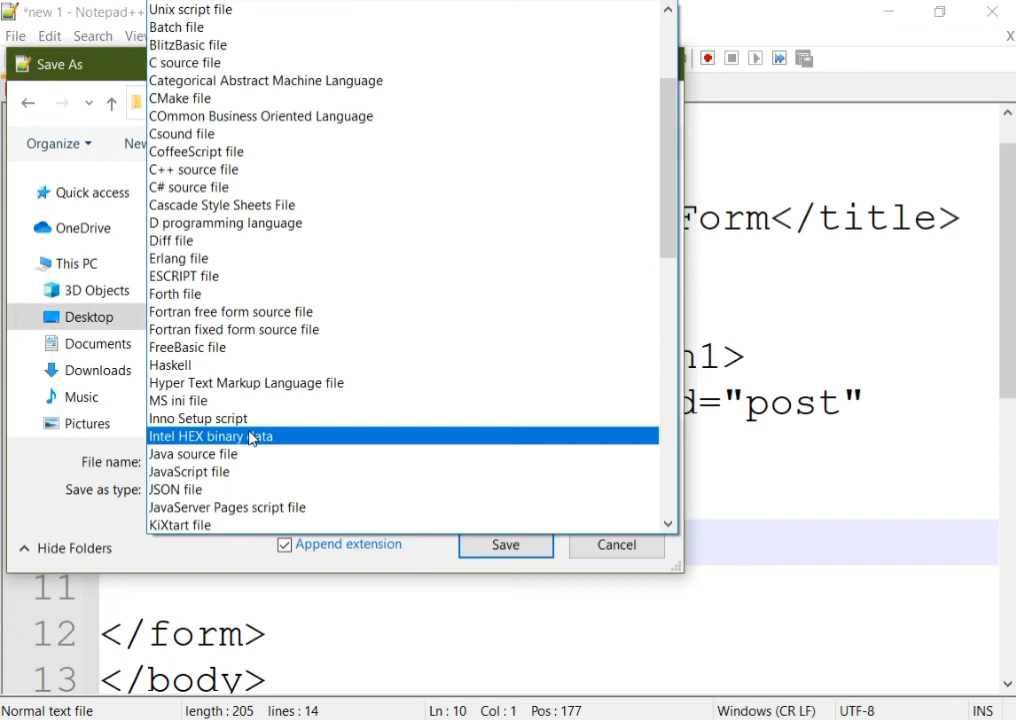 *new 1 - Notepad++
File Edit Search
X
Save As
Organize
Quick access
OneDrive
This PC
3D Objects
Desktop
Documents
Downloads
Music
Pictures
File name:
Save as type:
Hide Folders
Unix script file
Batch file
BlitzBasic file
C source file
Categorical Abstract Machine Language
CMake file
COmmon Business Oriented Language
Csound file
CoffeeScript file
C++ source file
C# source file
Cascade Style Sheets File
D programming language
Diff file
Erlang file
ESCRIPT file
Forth file
Fortran free form source file
Fortran fixed form source file
FreeBasic file
Haskell
Hyper Text Markup Language file
MS ini file
Inno Setup script
Intel HEX binary data
Java source file
JavaScript file
JSON file
JavaServer Pages script file
KiXtart file
Append extension
Save
Cancel
Form</title>
h1>
d="post"
11
12 </form>
13 </body>
Normal text file length : 205 lines : 14 Ln : 10 Col : 1 Pos : 177 Windows (CR LF) UTF-8 INS